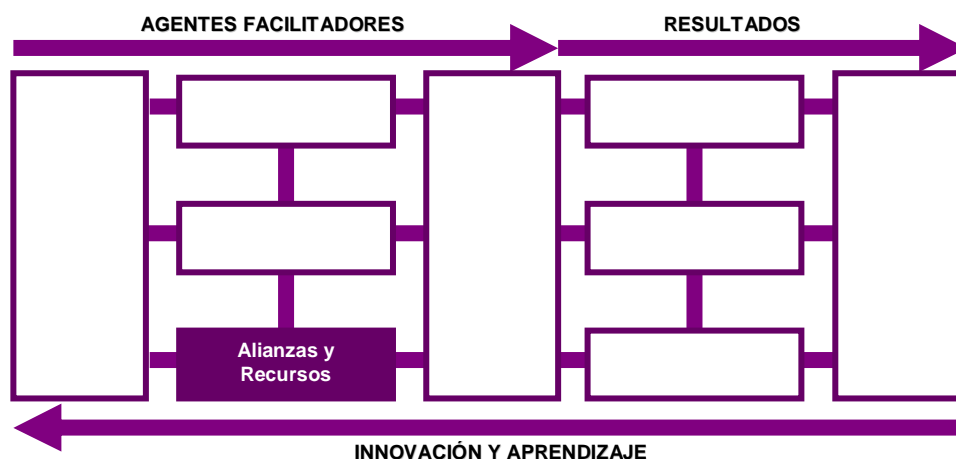 AGENTES FACILITADORES
RESULTADOS
Alianzas y
Recursos
INNOVACIÓN Y APRENDIZAJE